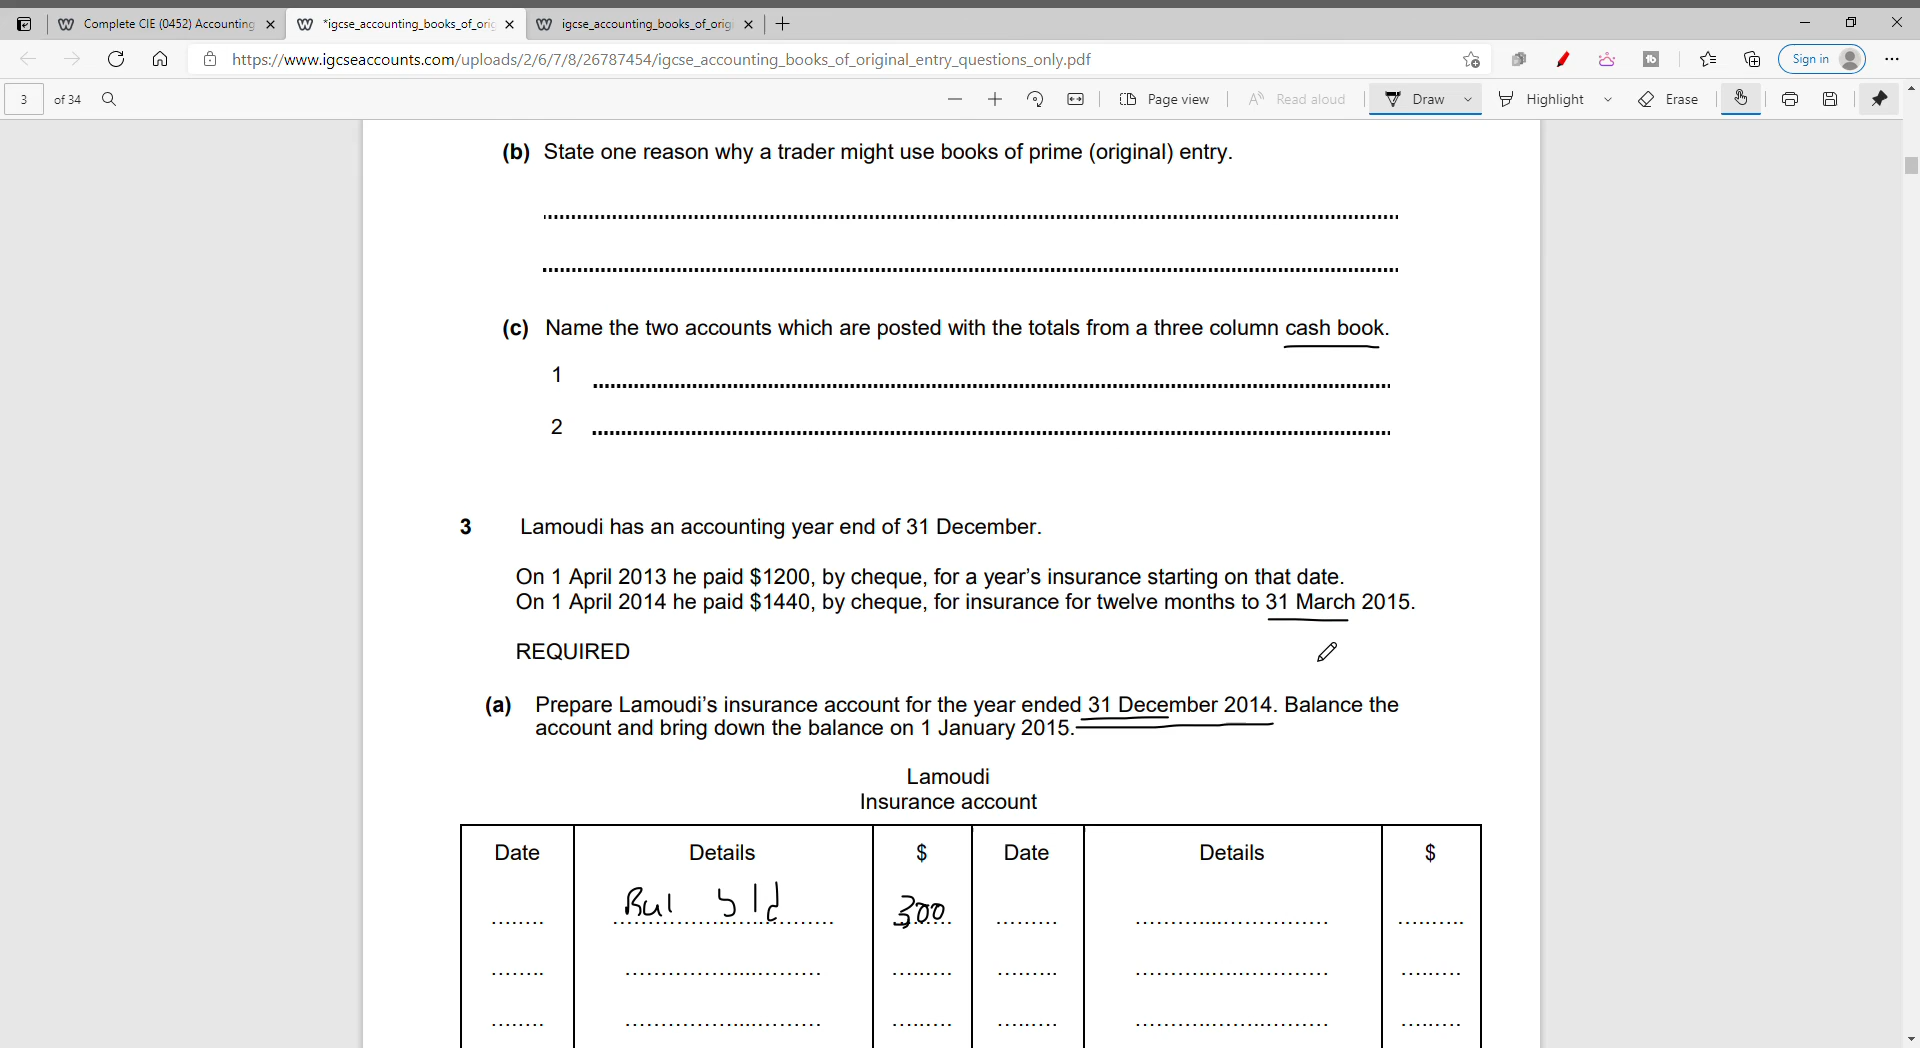 Complete CIE (0452) Accounting
*igcse_accounting_books_of_orig
igcse_accounting_books_of_orig
https://www.igcseaccounts.com/uploads/2/6/7/8/26787454/igcse_accounting_books_of_original_entry_questions_only.pdf
Sign in
3 of 34
Page view
Read aloud
Draw
Highlight
Erase
(b) State one reason why a trader might use books of prime (original) entry.
(c) Name the two accounts which are posted with the totals from a three column cash book.
1
2
3 Lamoudi has an accounting year end of 31 December.
On 1 April 2013 he paid $1200, by cheque, for a year’s insurance starting on that date.
On 1 April 2014 he paid $1440, by cheque, for insurance for twelve months to 31 March 2015.
REQUIRED
(a) Prepare Lamoudi’s insurance account for the year ended 31 December 2014. Balance the
account and bring down the balance on 1 January 2015.
Lamoudi
Insurance account
Date Details $ Date Details $
Bal b/d 300